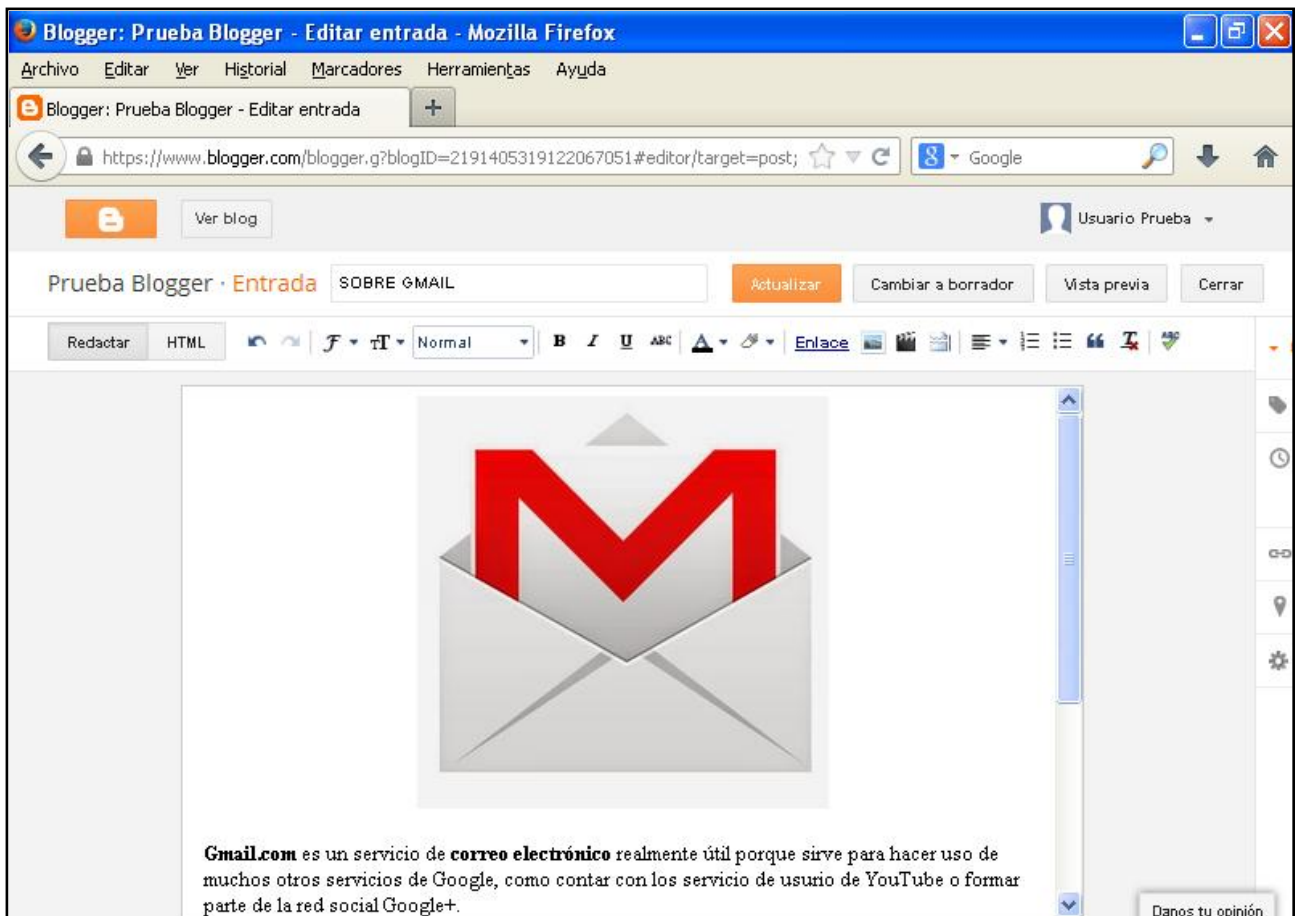 Blogger: Prueba Blogger - Editar entrada - Mozilla Firefox
Archivo Editar Ver Historial Marcadores Herramientas Ayuda
Blogger: Prueba Blogger - Editar entrada
https://www.blogger.com/blogger.g?blogID=2191405319122067051#editor/target=post; 8 Google
Ver blog Usuario Prueba
Prueba Blogger · Entrada SOBRE GMAIL Actualizar Cambiar a borrador Vista previa Cerrar
Redactar HTML F TT Normal B I U ABC A Enlace ABC
Gmail.com es un servicio de correo electrónico realmente útil porque sirve para hacer uso de
muchos otros servicios de Google, como contar con los servicio de usurio de YouTube o formar
parte de la red social Google+.
Danos tu opinión